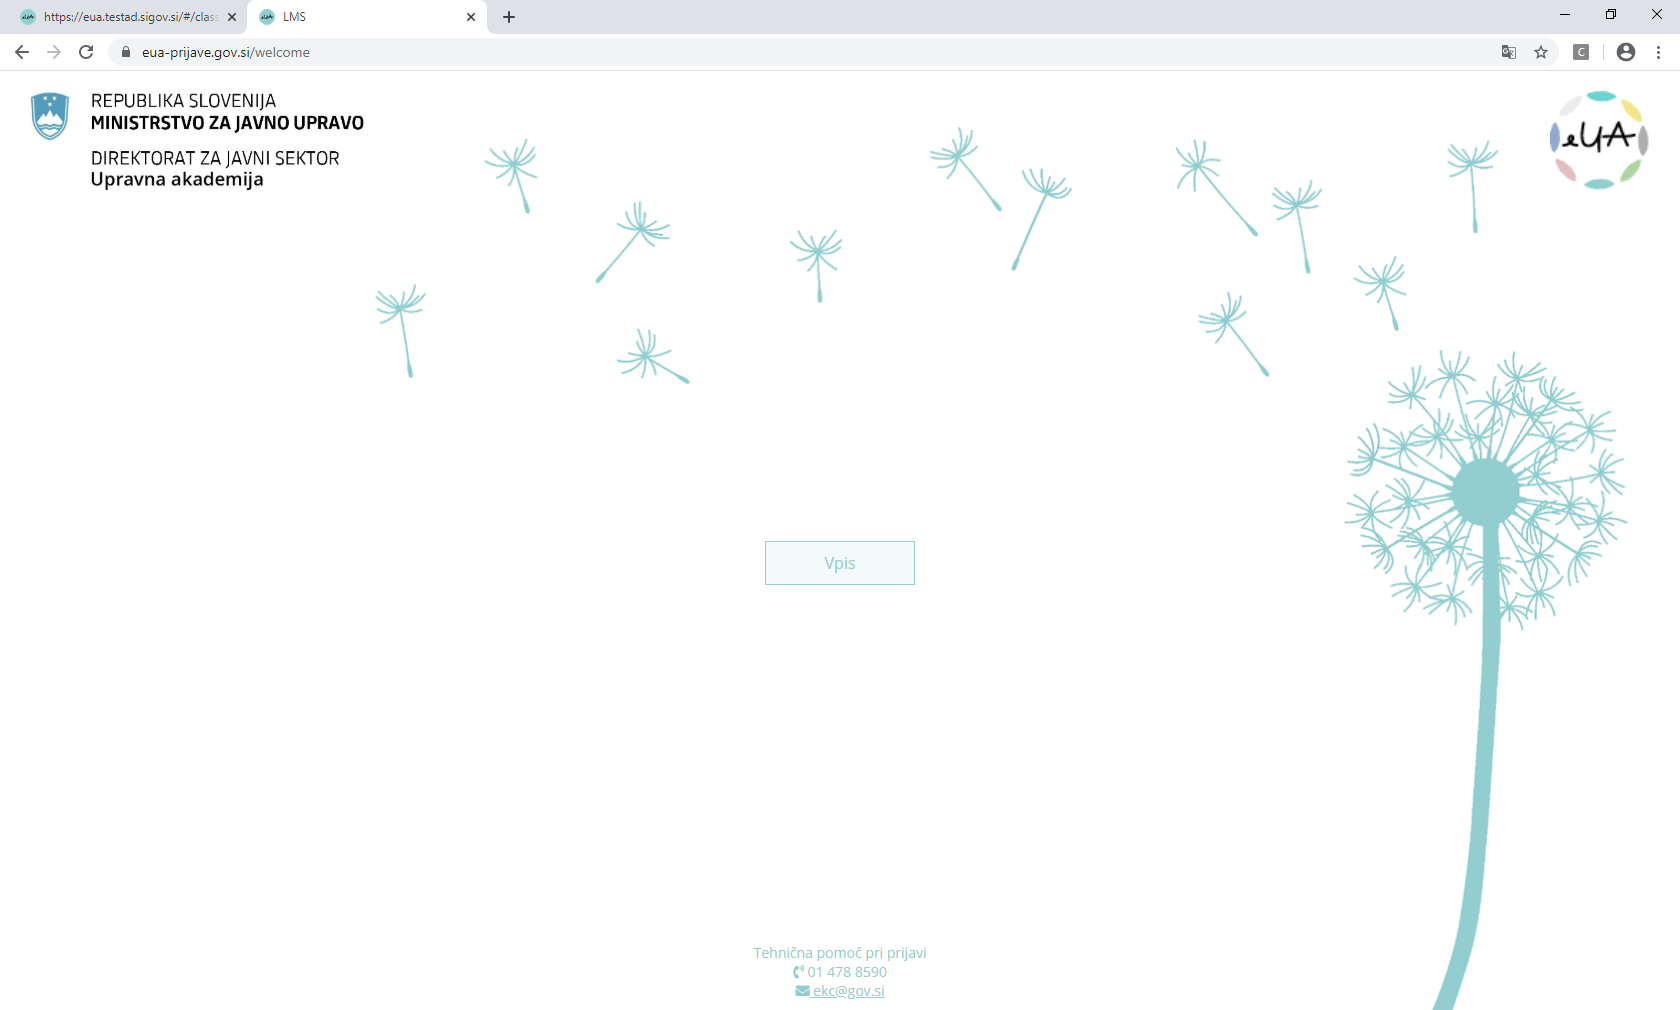 https://eua.testad.sigov.si/#/clas
LMS
eua-prijave.gov.si/welcome
C
REPUBLIKA SLOVENIJA
MINISTRSTVO ZA JAVNO UPRAVO
DIREKTORAT ZA JAVNI SEKTOR
Upravna akademija
eUA
Vpis
Tehnična pomoč pri prijavi
01 478 8590
ekc@gov.si